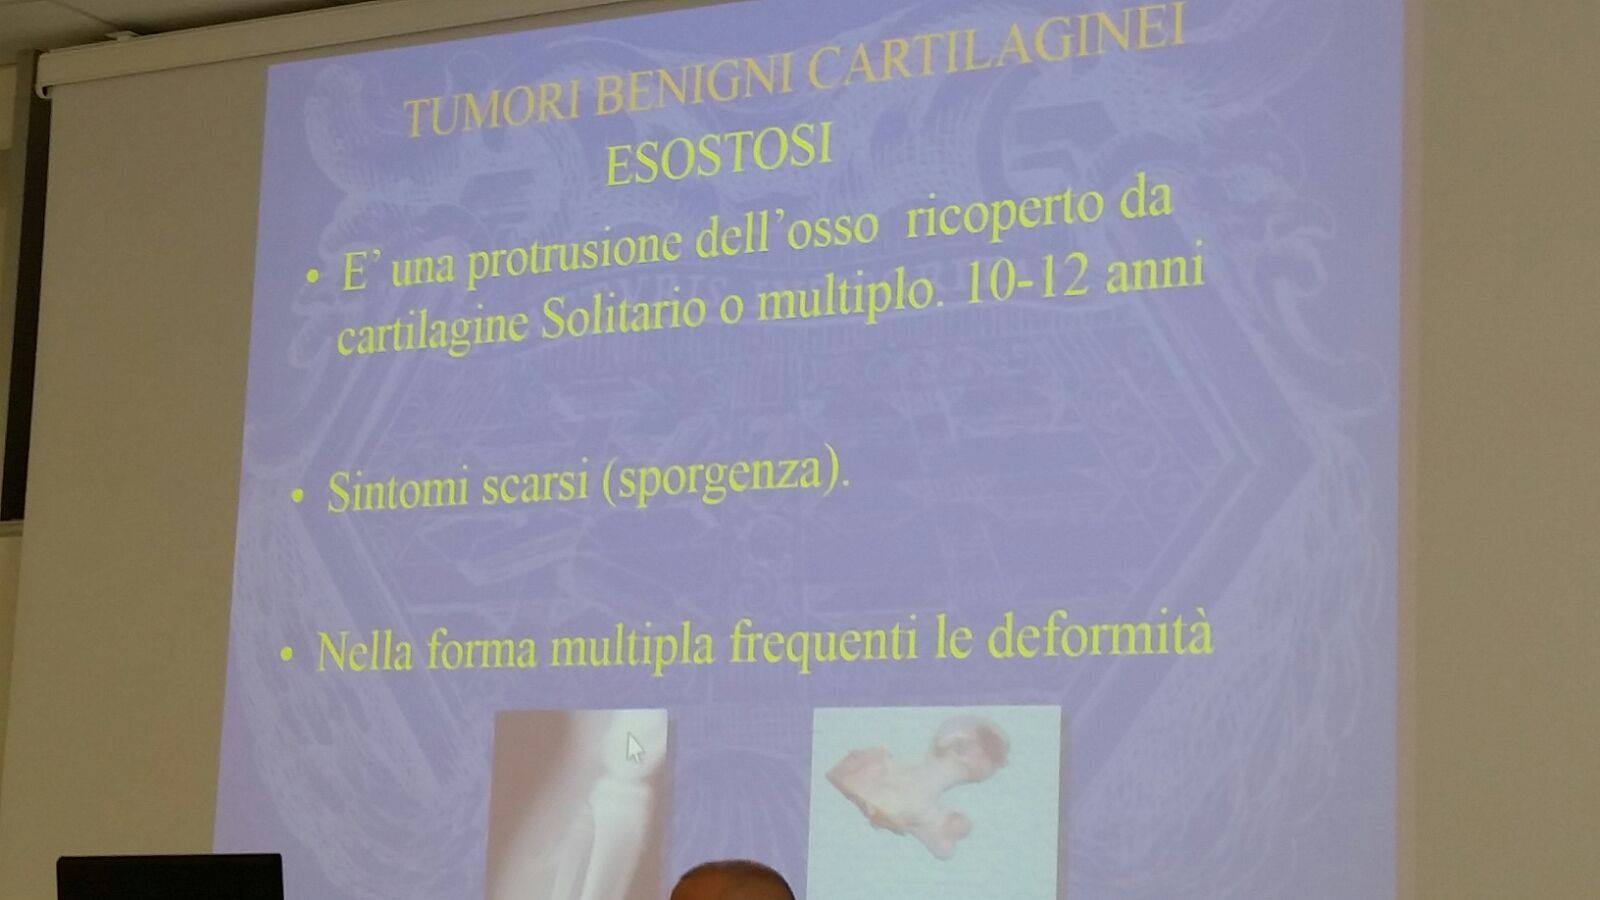 TUMORI BENIGNI CARTILAGINEI
ESOSTOSI
• E' una protrusione dell'osso ricoperto da
cartilagine Solitario o multiplo. 10-12 anni
• Sintomi scarsi (sporgenza).
• Nella forma multipla frequenti le deformità